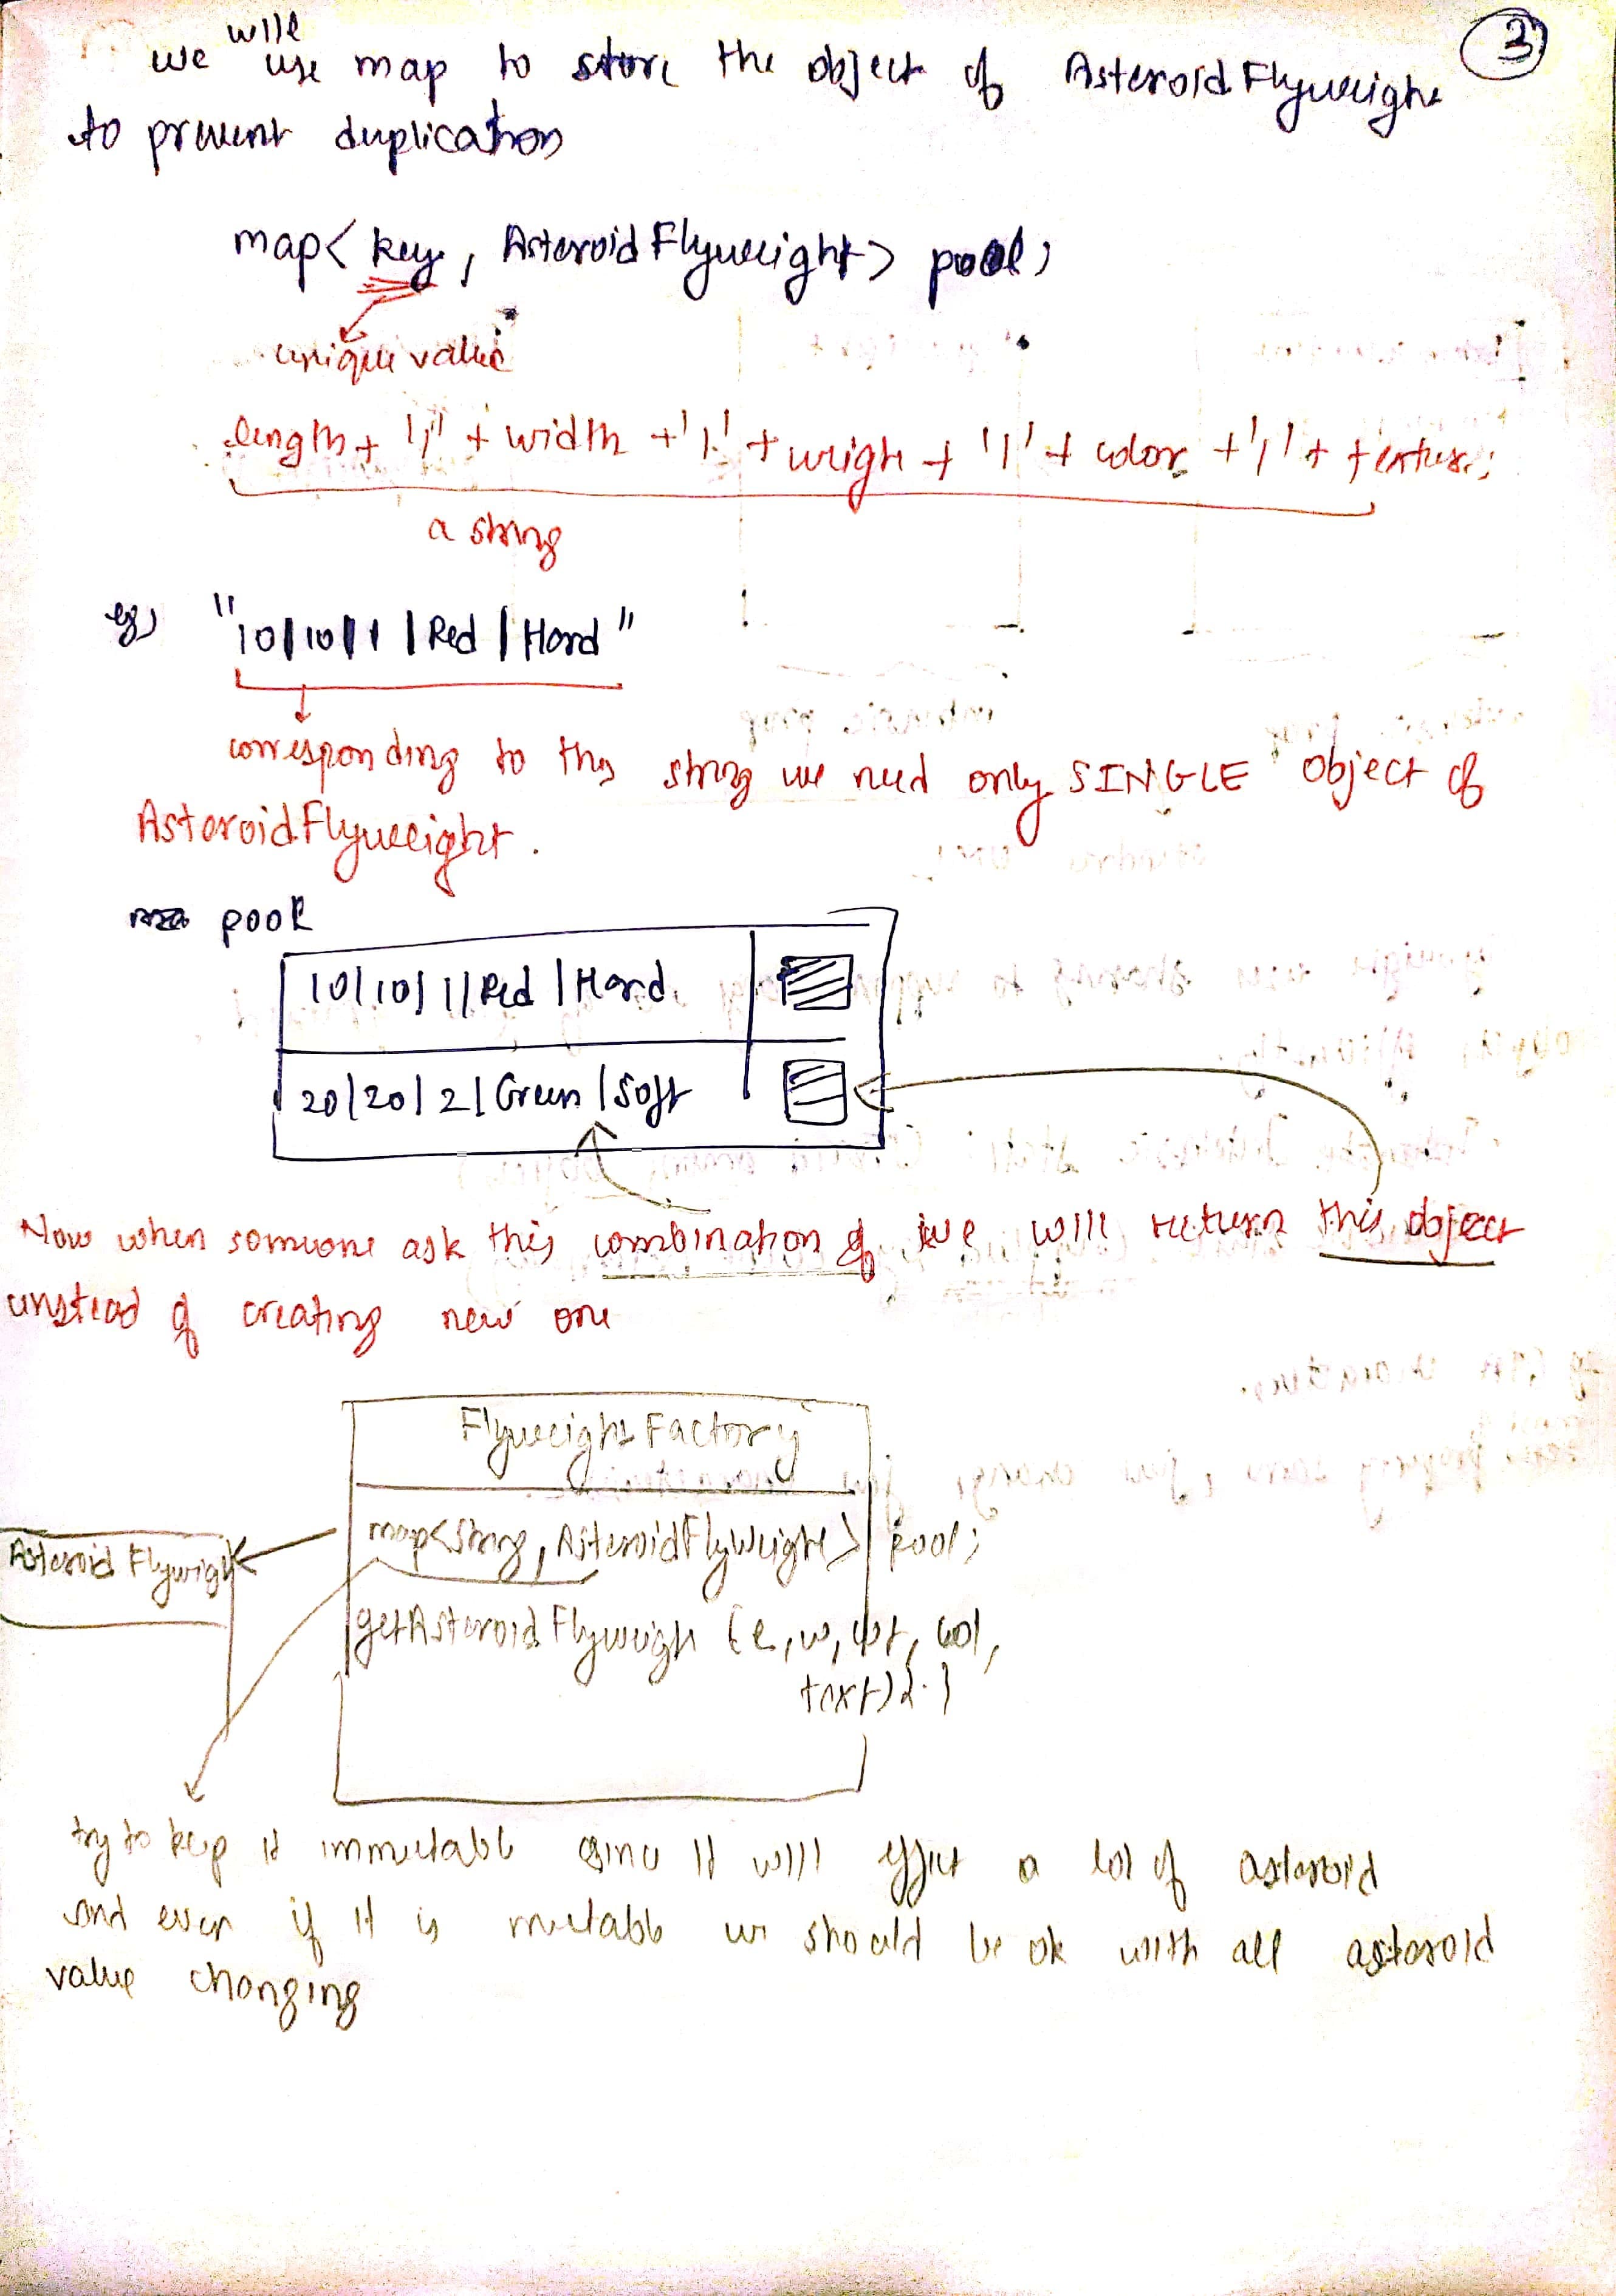 3
we will use map to store the object of AsteroidFlyweight
to prevent duplication
map< key, AsteroidFlyweight> pool;
unique value
length + '|' + width + '|' + weight + '|' + color + '|' + texture;
a string
eg) "10|10|1|Red|Hard"
corresponding to this string we need only SINGLE object of
AsteroidFlyweight.
pool
10|10|1|Red|Hard
20|20|2|Green|Soft
Now when someone ask this combination of we will return this object
instead of creating new one
FlyweightFactory
map<string, AsteroidFlyWeight> pool;
Asteroid Flyweigh
getAsteroidFlyweigh (l, w, wt, col,
text){.}
try to keep it immutable since it will effect a lot of asteroid
and even if it is mutable we should be ok with all asteroid
value changing